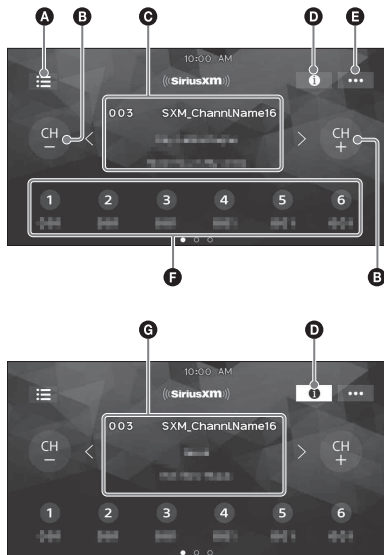 A B C D E
10:00 AM
((SiriusXM))
003 SXM_ChannLName16
CH
−
<
>
CH
+
1 2 3 4 5 6
F B
G D
10:00 AM
((SiriusXM))
003 SXM_ChannLName16
CH
−
<
>
CH
+
1 2 3 4 5 6